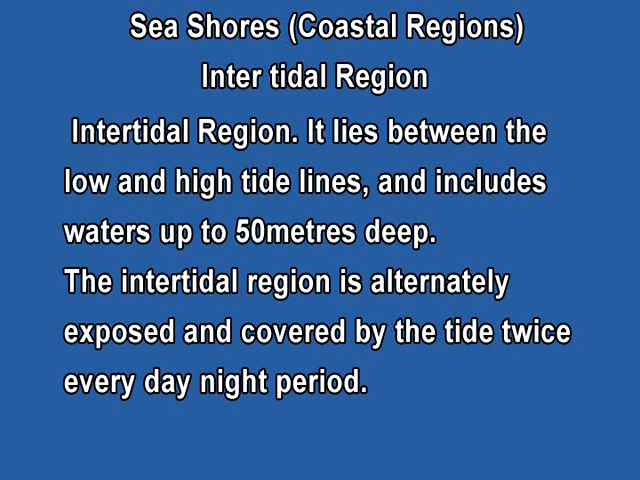 Sea Shores (Coastal Regions)
Inter tidal Region
Intertidal Region. It lies between the
low and high tide lines, and includes
waters up to 50metres deep.
The intertidal region is alternately
exposed and covered by the tide twice
every day night period.